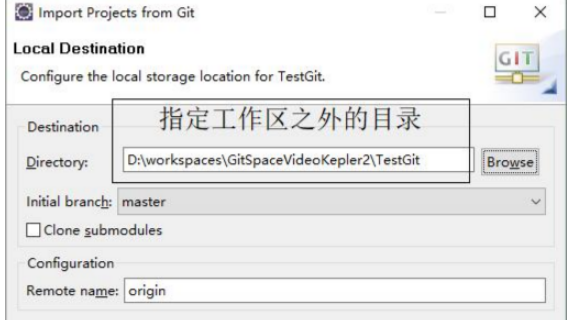 Import Projects from Git
Local Destination
Configure the local storage location for TestGit.
GIT
指定工作区之外的目录
Destination
Directory: D:\workspaces\GitSpaceVideoKepler2\TestGit Browse
Initial branch: master
Clone submodules
Configuration
Remote name: origin